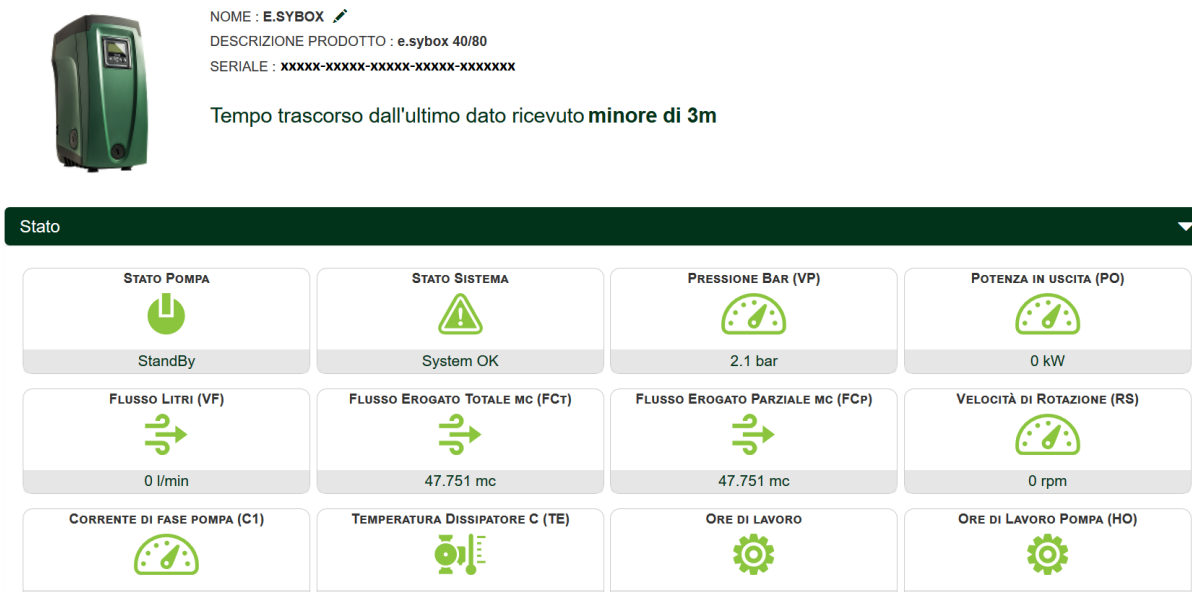 NOME : E.SYBOX
DESCRIZIONE PRODOTTO : e.sybox 40/80
SERIALE : xxxxx-xxxxx-xxxxx-xxxxx-xxxxxxx
Tempo trascorso dall'ultimo dato ricevuto minore di 3m
Stato
STATO POMPA
StandBy
STATO SISTEMA
System OK
PRESSIONE BAR (VP)
2.1 bar
POTENZA IN USCITA (PO)
0 kW
FLUSSO LITRI (VF)
0 l/min
FLUSSO EROGATO TOTALE MC (FCT)
47.751 mc
FLUSSO EROGATO PARZIALE MC (FCP)
47.751 mc
VELOCITÀ DI ROTAZIONE (RS)
0 rpm
CORRENTE DI FASE POMPA (C1)
TEMPERATURA DISSIPATORE C (TE)
ORE DI LAVORO
ORE DI LAVORO POMPA (HO)